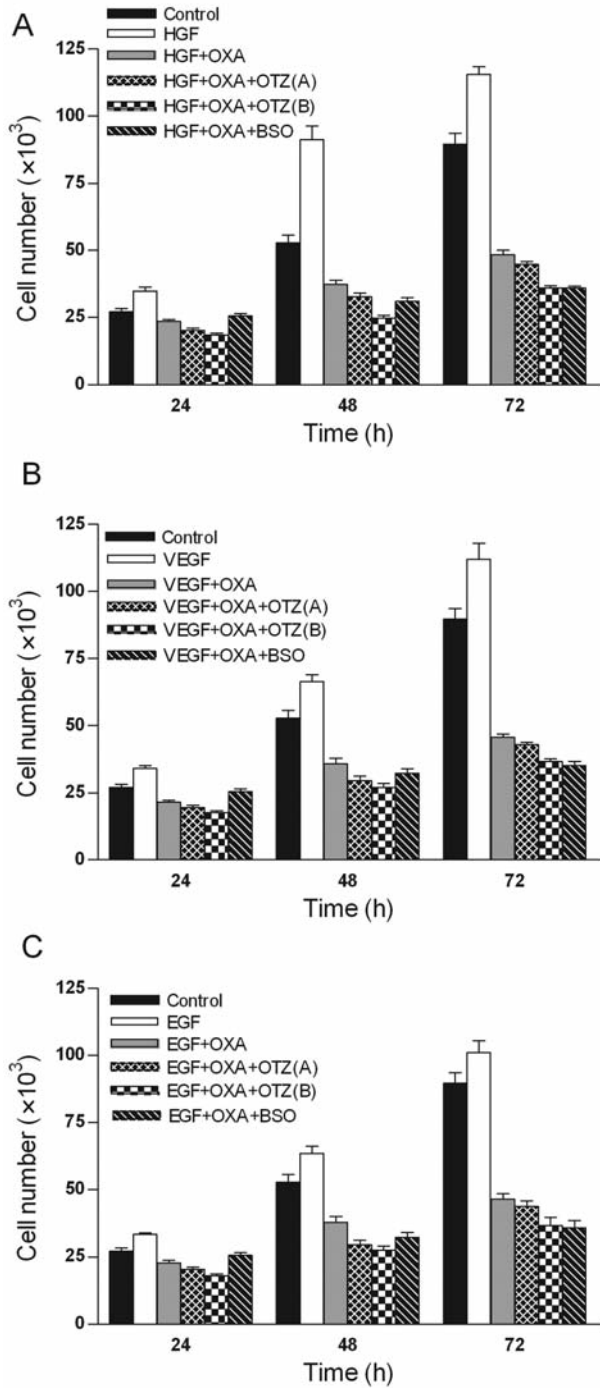 A
Control
HGF
HGF+OXA
HGF+OXA+OTZ(A)
HGF+OXA+OTZ(B)
HGF+OXA+BSO
Cell number (×10³)
125
100
75
50
25
0
24 48 72
Time (h)
B
Control
VEGF
VEGF+OXA
VEGF+OXA+OTZ(A)
VEGF+OXA+OTZ(B)
VEGF+OXA+BSO
Cell number (×10³)
125
100
75
50
25
0
24 48 72
Time (h)
C
Control
EGF
EGF+OXA
EGF+OXA+OTZ(A)
EGF+OXA+OTZ(B)
EGF+OXA+BSO
Cell number (×10³)
125
100
75
50
25
0
24 48 72
Time (h)